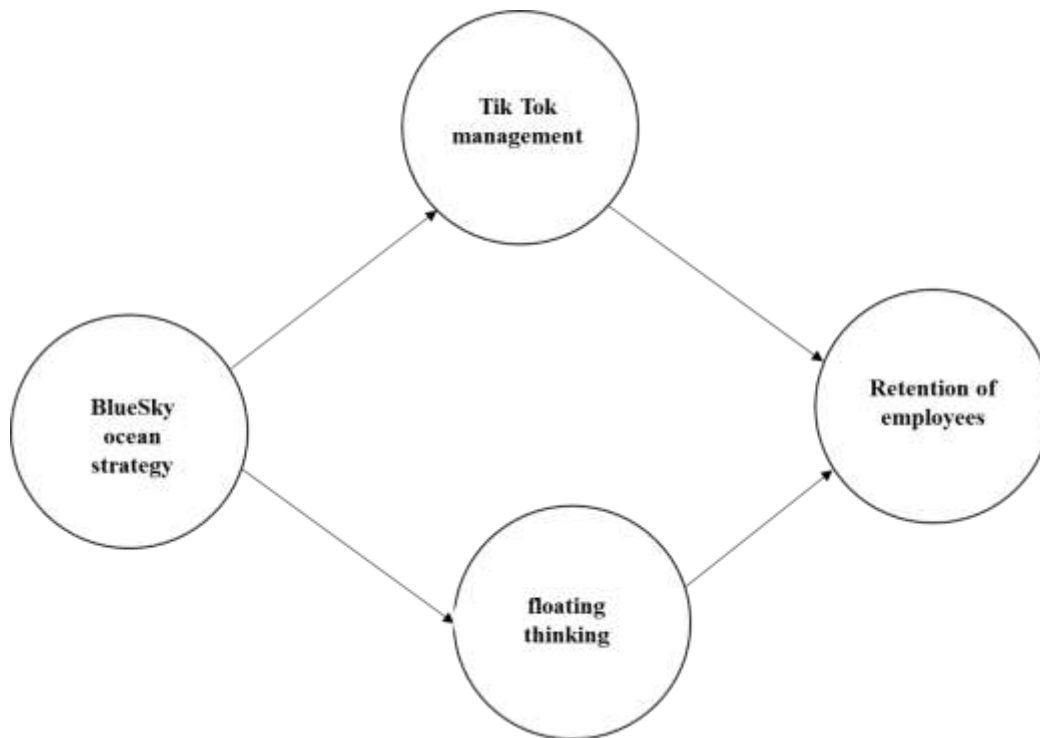 Tik Tok
management
BlueSky
ocean
strategy
Retention of
employees
floating
thinking